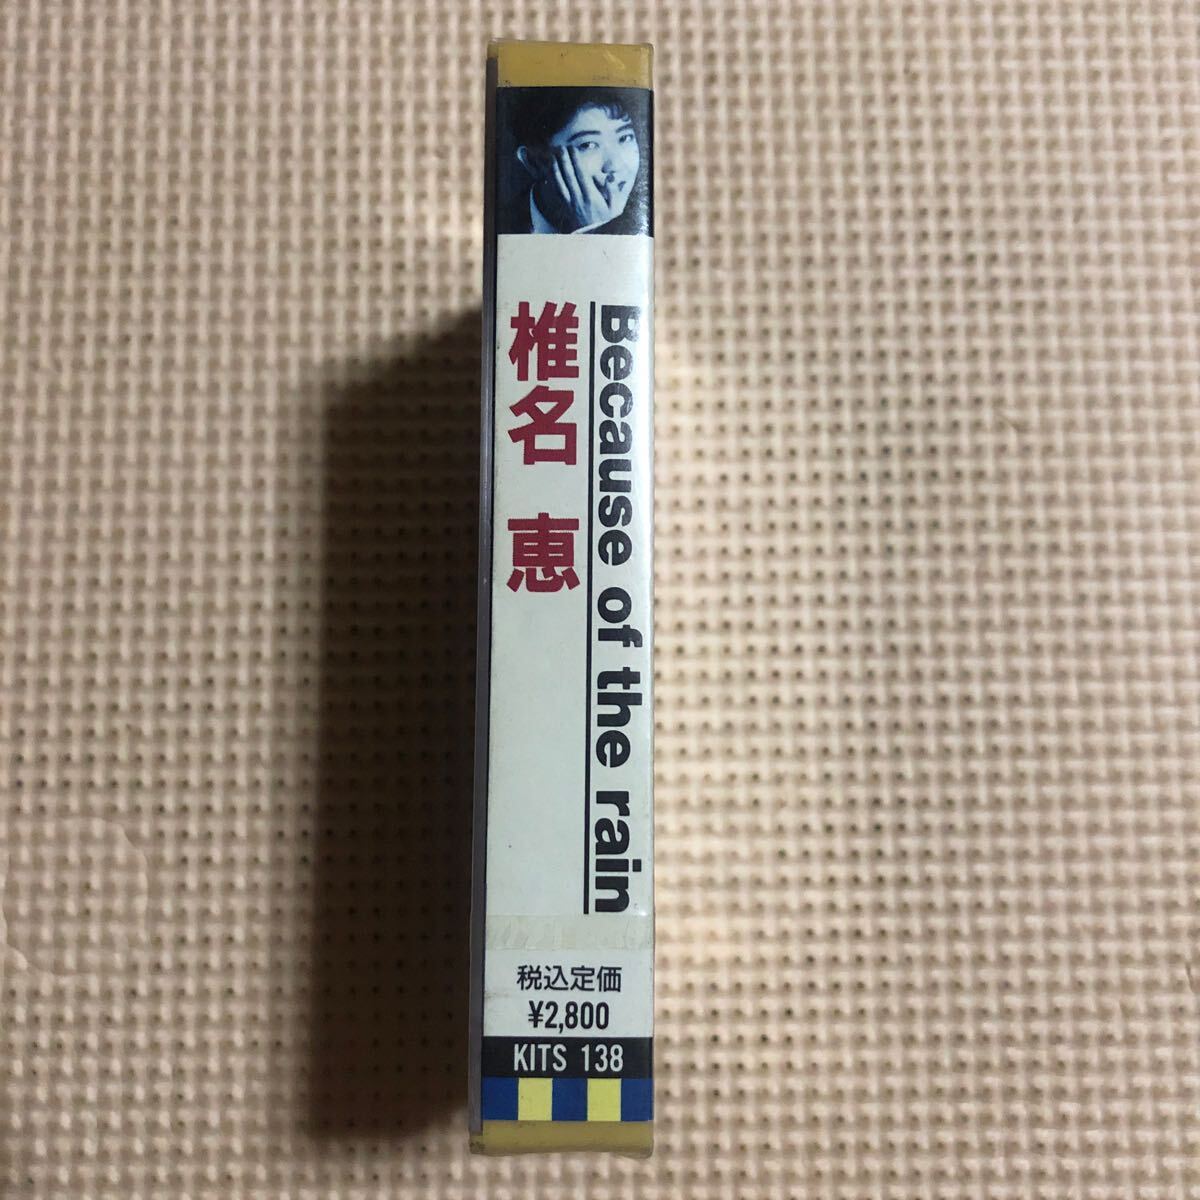 Because of the rain
椎名 恵
税込定価
¥2,800
KITS 138